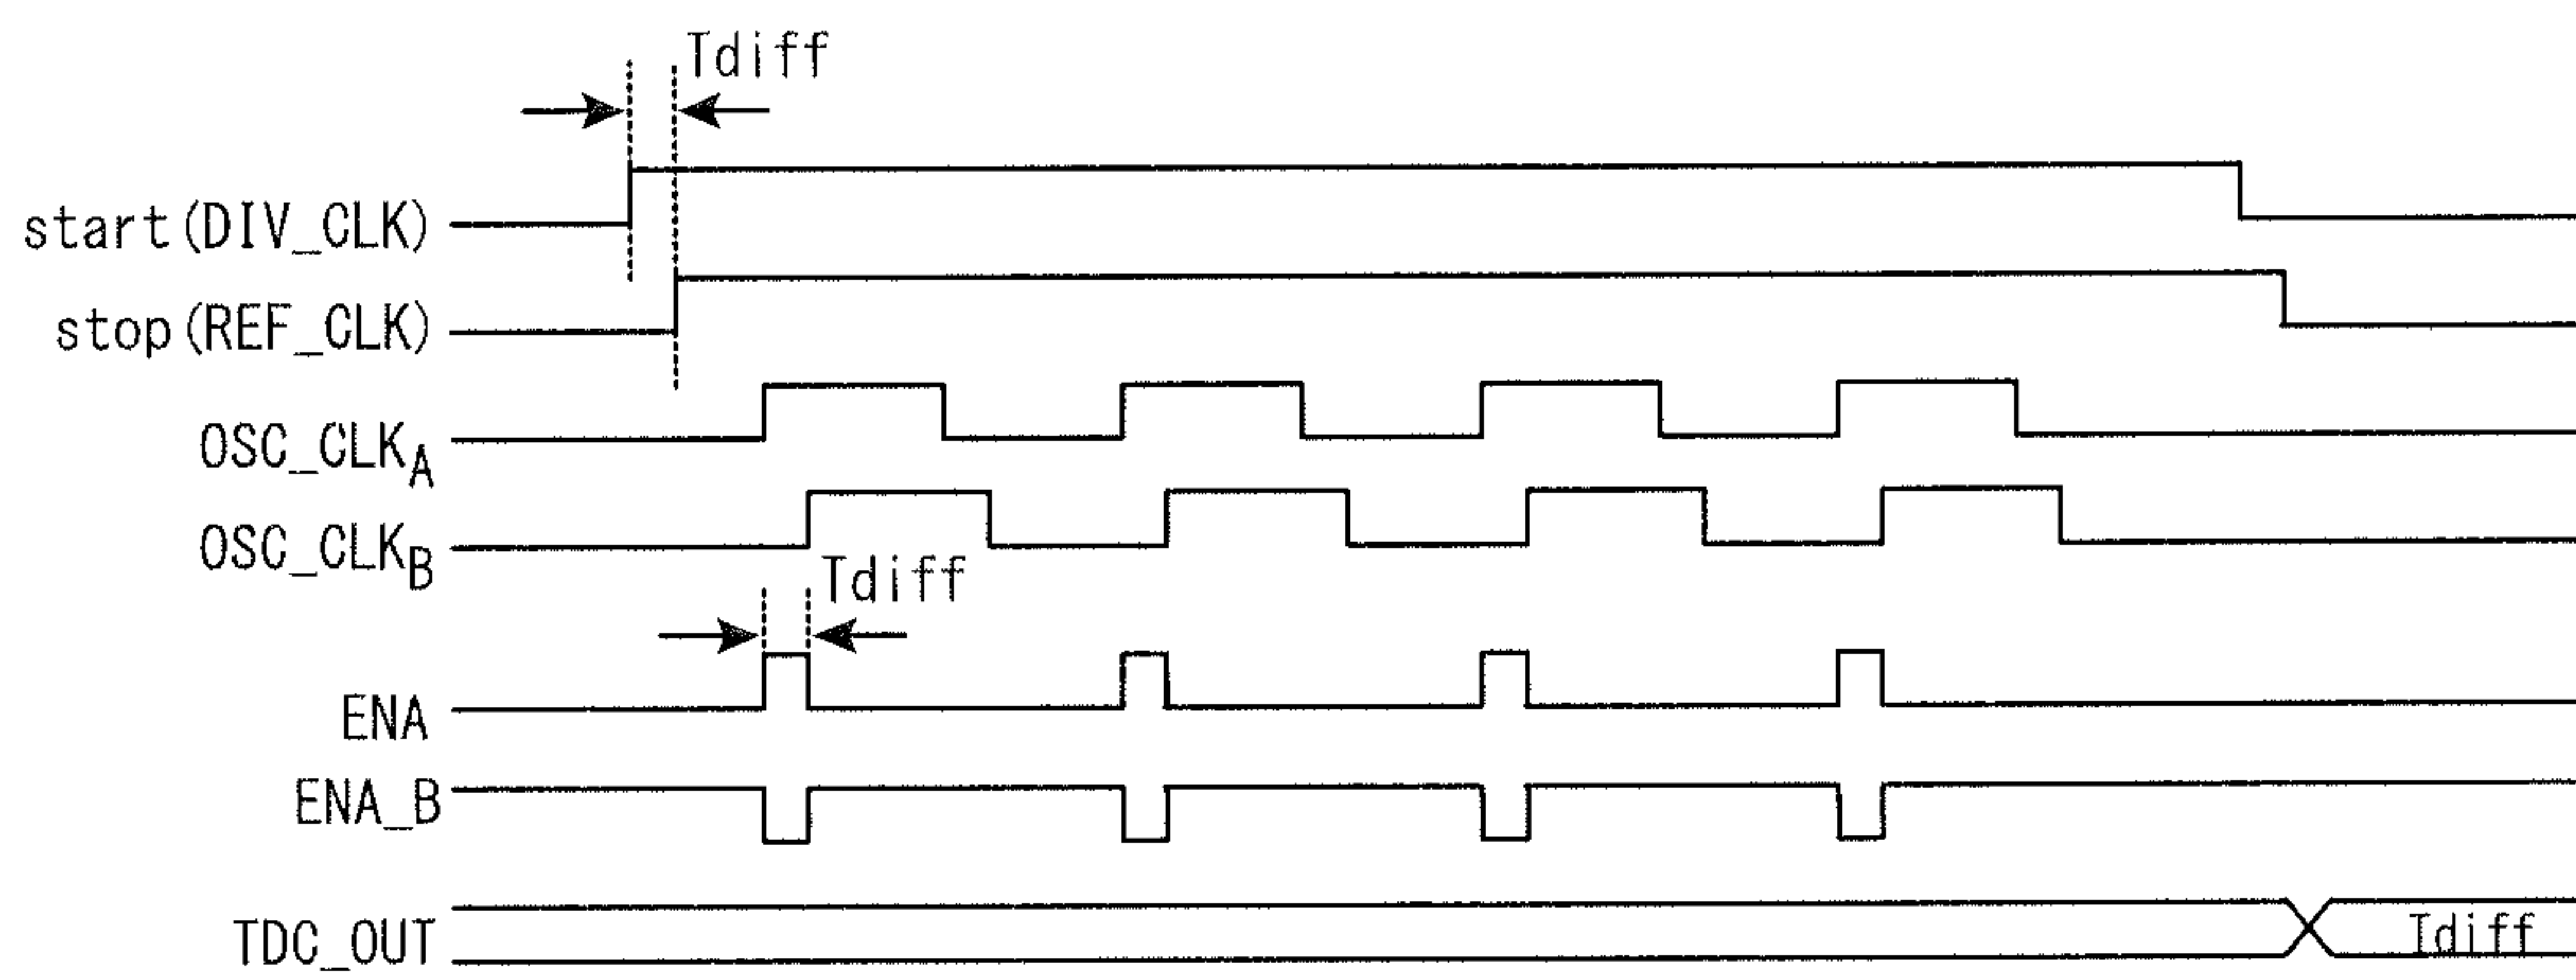 Tdiff
start(DIV_CLK)
stop(REF_CLK)
OSC_CLKA
OSC_CLKB
Tdiff
ENA
ENA_B
TDC_OUT
Tdiff